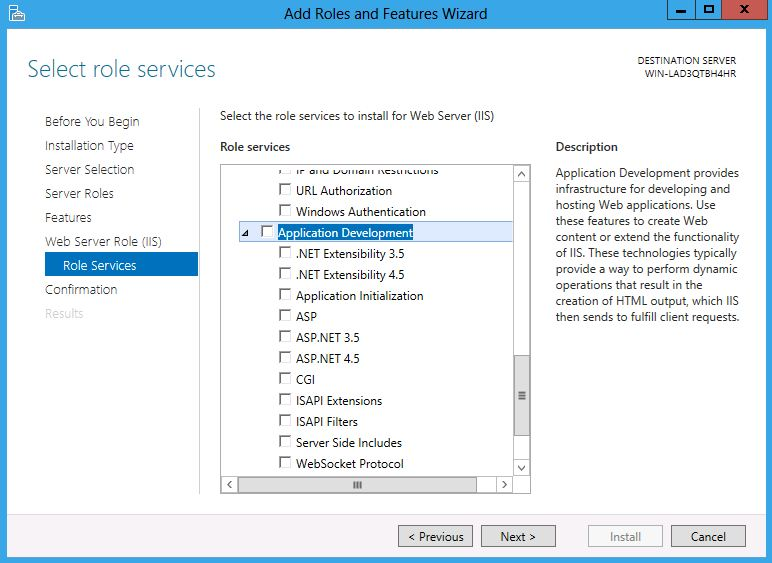 Add Roles and Features Wizard
Select role services
DESTINATION SERVER
WIN-LAD3QTBH4HR
Before You Begin
Installation Type
Server Selection
Server Roles
Features
Web Server Role (IIS)
Role Services
Confirmation
Results
Select the role services to install for Web Server (IIS)
Role services
IP and Domain Restrictions
URL Authorization
Windows Authentication
Application Development
.NET Extensibility 3.5
.NET Extensibility 4.5
Application Initialization
ASP
ASP.NET 3.5
ASP.NET 4.5
CGI
ISAPI Extensions
ISAPI Filters
Server Side Includes
WebSocket Protocol
Description
Application Development provides
infrastructure for developing and
hosting Web applications. Use
these features to create Web
content or extend the functionality
of IIS. These technologies typically
provide a way to perform dynamic
operations that result in the
creation of HTML output, which IIS
then sends to fulfill client requests.
< Previous
Next >
Install
Cancel